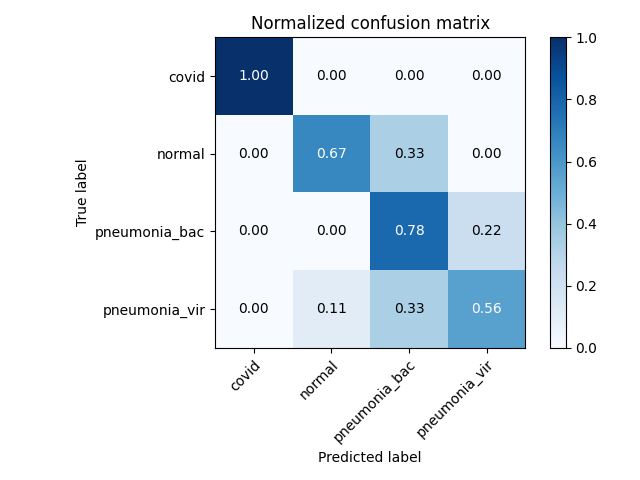 Normalized confusion matrix
True label
covid 1.00 0.00 0.00 0.00
normal 0.00 0.67 0.33 0.00
pneumonia_bac 0.00 0.00 0.78 0.22
pneumonia_vir 0.00 0.11 0.33 0.56
covid normal pneumonia_bac pneumonia_vir
Predicted label
1.0
0.8
0.6
0.4
0.2
0.0